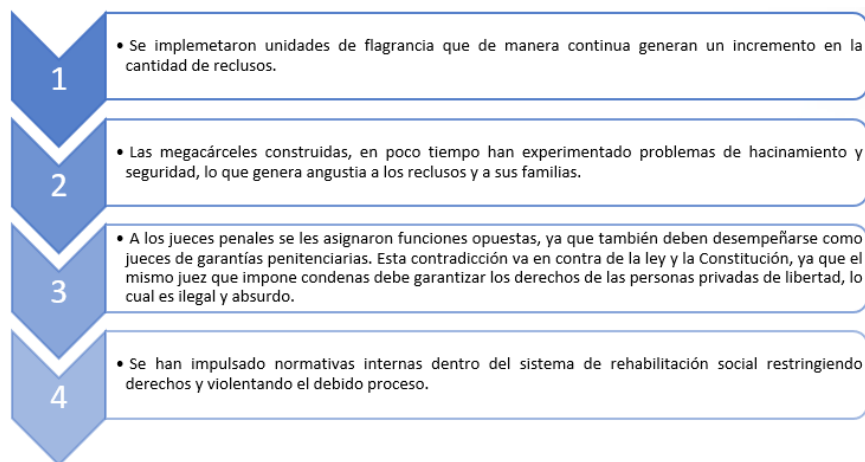 1
• Se implemetaron unidades de flagrancia que de manera continua generan un incremento en la
cantidad de reclusos.
2
• Las megacárceles construidas, en poco tiempo han experimentado problemas de hacinamiento y
seguridad, lo que genera angustia a los reclusos y a sus familias.
3
• A los jueces penales se les asignaron funciones opuestas, ya que también deben desempeñarse como
jueces de garantías penitenciarias. Esta contradicción va en contra de la ley y la Constitución, ya que el
mismo juez que impone condenas debe garantizar los derechos de las personas privadas de libertad, lo
cual es ilegal y absurdo.
4
• Se han impulsado normativas internas dentro del sistema de rehabilitación social restringiendo
derechos y violentando el debido proceso.